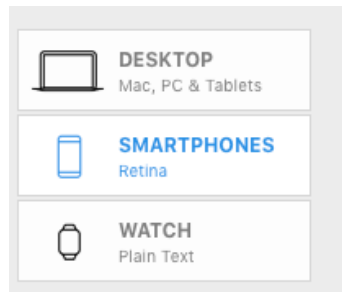 DESKTOP
Mac, PC & Tablets
SMARTPHONES
Retina
WATCH
Plain Text